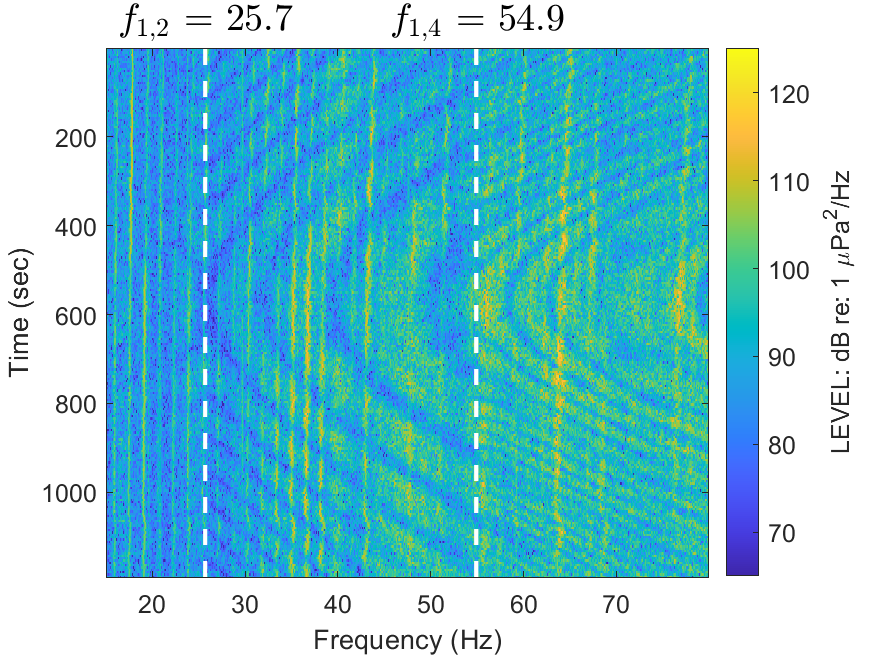 f1,2 = 25.7 f1,4 = 54.9
200
400
600
800
1000
Time (sec)
20 30 40 50 60 70
Frequency (Hz)
120
110
100
90
80
70
LEVEL: dB re: 1 μPa²/Hz